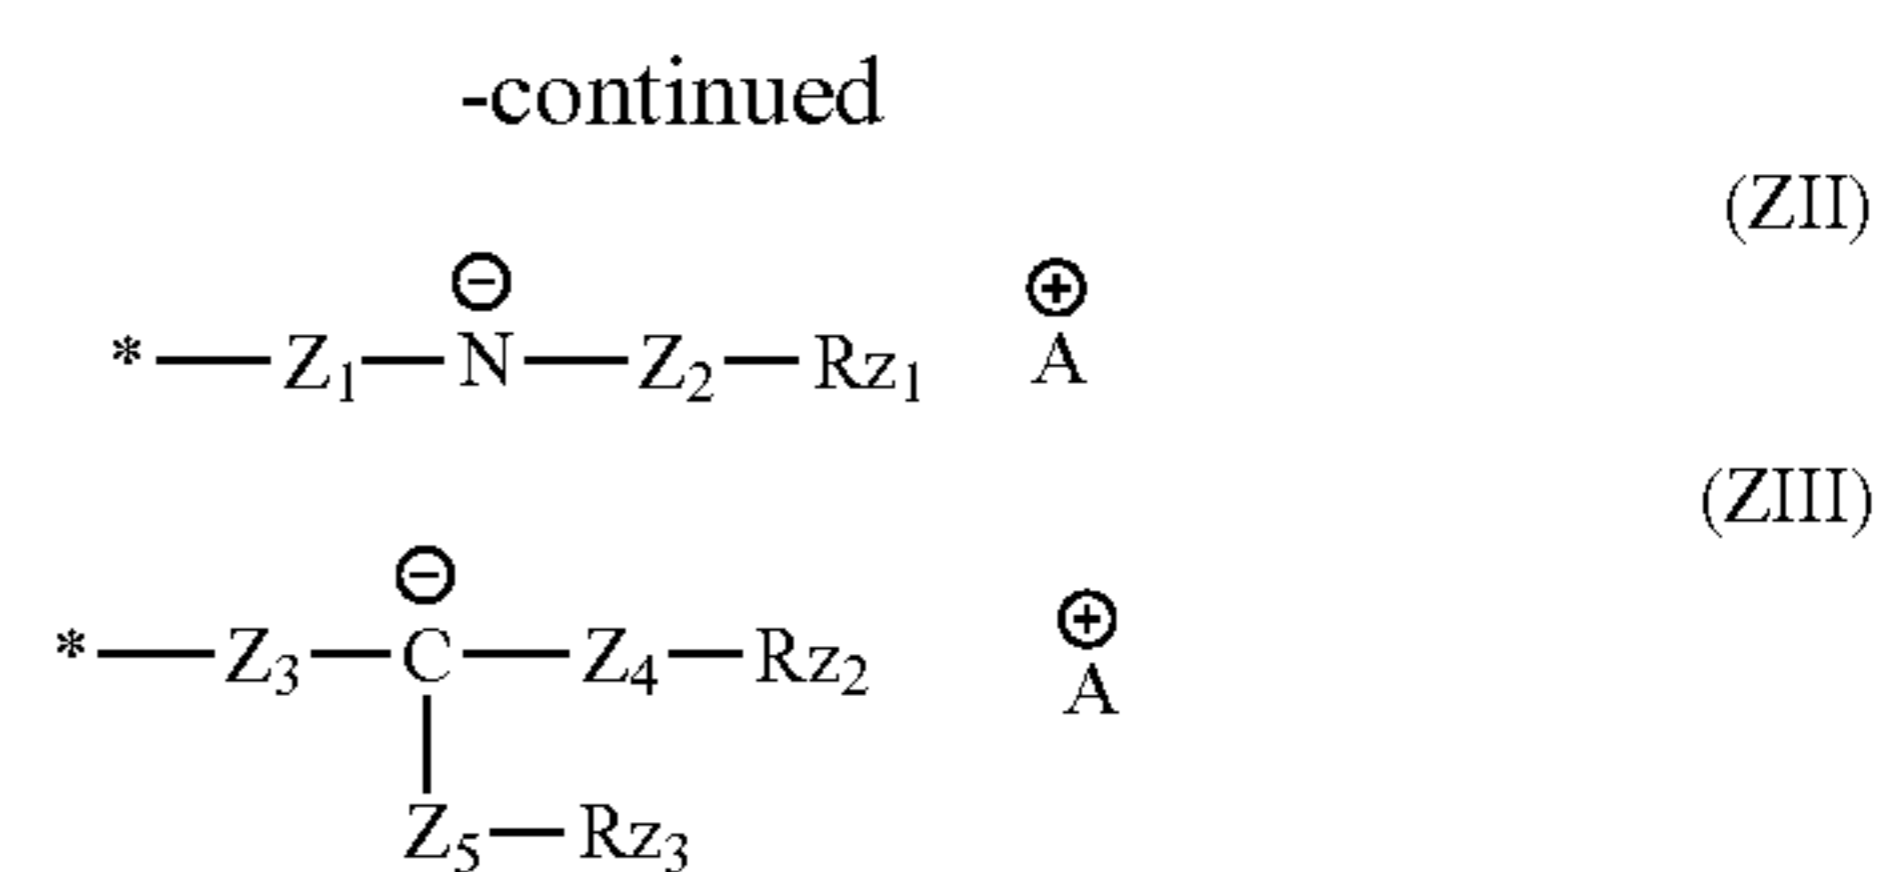 -continued
(ZII)
⊖ ⊕
*—Z₁—N—Z₂—Rz₁ A
(ZIII)
⊖ ⊕
*—Z₃—C—Z₄—Rz₂ A
Z₅—Rz₃